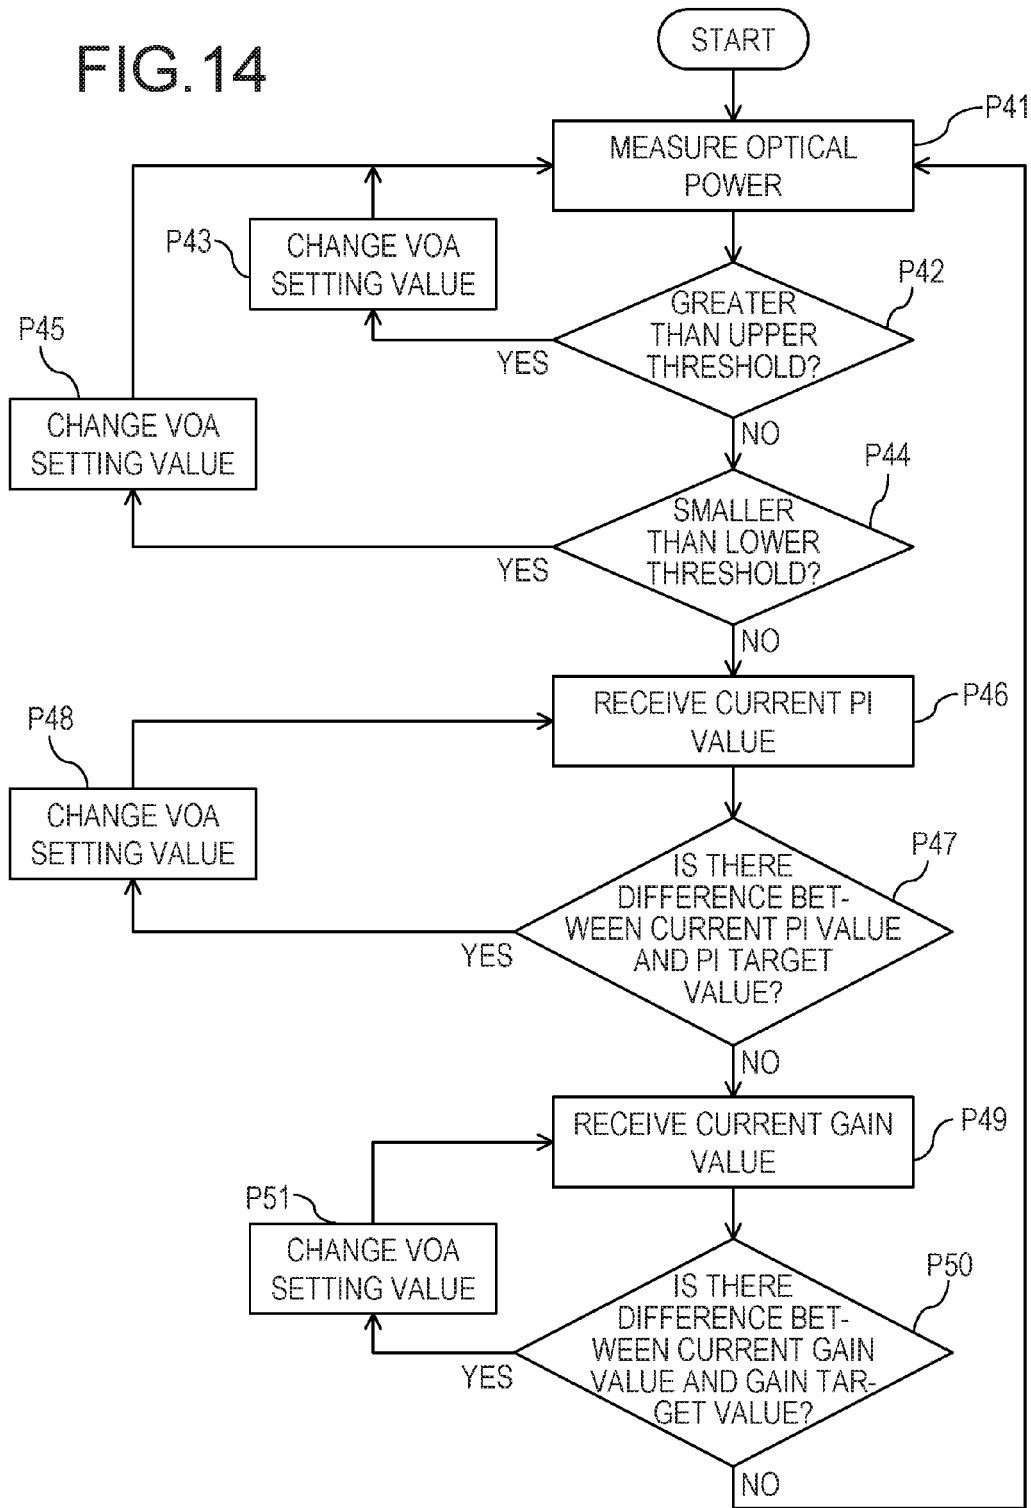 FIG.14
START
P41
MEASURE OPTICAL
POWER
P43
CHANGE VOA
SETTING VALUE
P42
GREATER
THAN UPPER
THRESHOLD?
YES
NO
P45
CHANGE VOA
SETTING VALUE
P44
SMALLER
THAN LOWER
THRESHOLD?
YES
NO
P46
RECEIVE CURRENT PI
VALUE
P48
CHANGE VOA
SETTING VALUE
P47
IS THERE
DIFFERENCE BET-
WEEN CURRENT PI VALUE
AND PI TARGET
VALUE?
YES
NO
P49
RECEIVE CURRENT GAIN
VALUE
P51
CHANGE VOA
SETTING VALUE
P50
IS THERE
DIFFERENCE BET-
WEEN CURRENT GAIN
VALUE AND GAIN TAR-
GET VALUE?
YES
NO